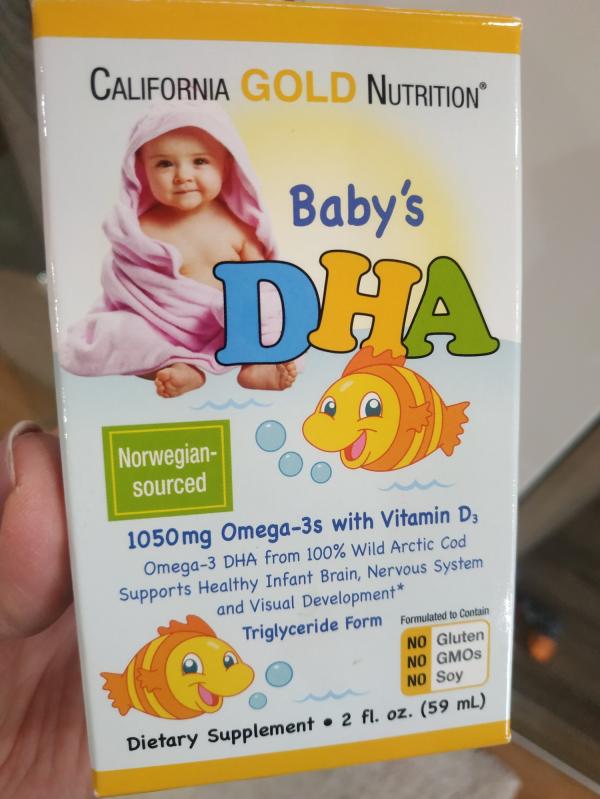 CALIFORNIA GOLD NUTRITION®
Baby's
DHA
Norwegian-
sourced
1050mg Omega-3s with Vitamin D₃
Omega-3 DHA from 100% Wild Arctic Cod
Supports Healthy Infant Brain, Nervous System
and Visual Development*
Triglyceride Form
Formulated to Contain
NO Gluten
NO GMOs
NO Soy
Dietary Supplement • 2 fl. oz. (59 mL)